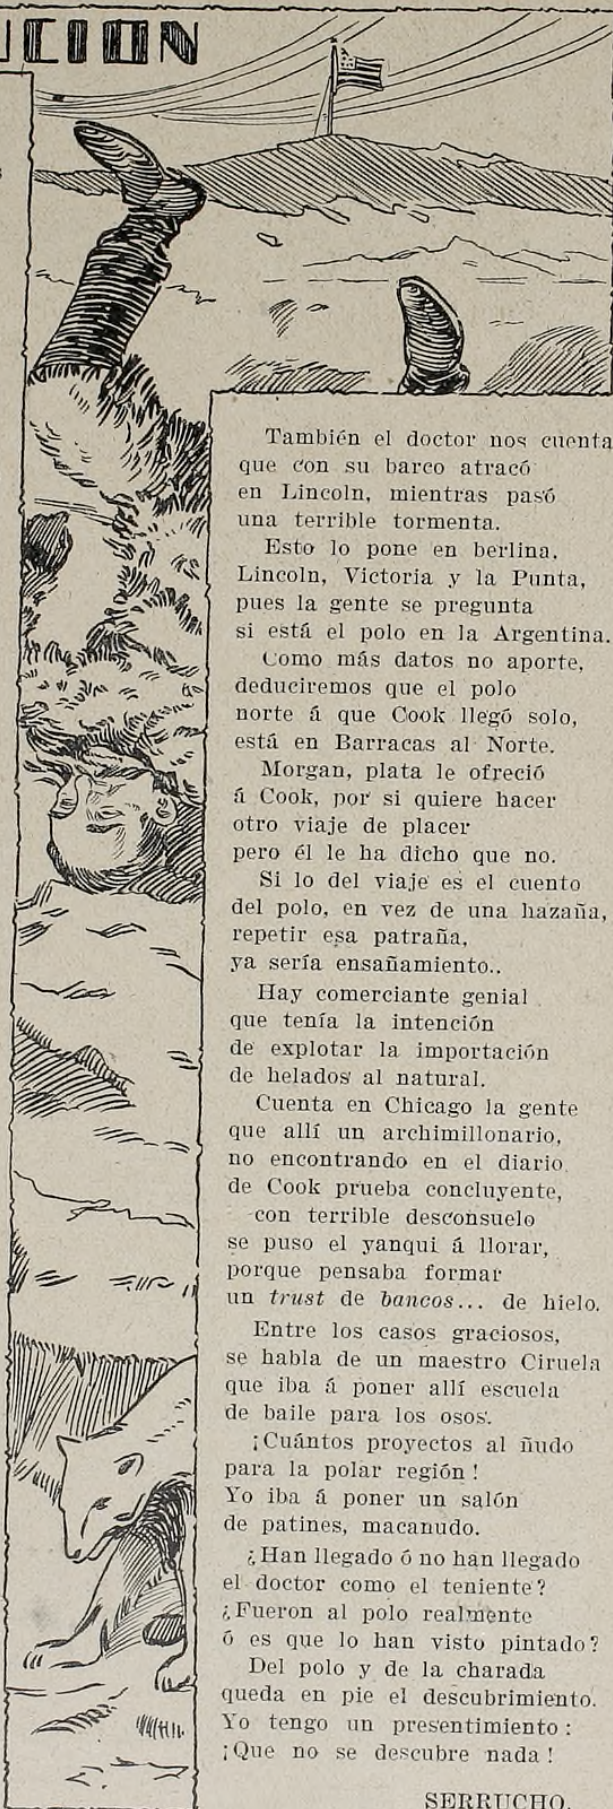 UCION
También el doctor nos cuenta
que con su barco atracó
en Lincoln, mientras pasó
una terrible tormenta.
Esto lo pone en berlina,
Lincoln, Victoria y la Punta,
pues la gente se pregunta
si está el polo en la Argentina.
Como más datos no aporte,
deduciremos que el polo
norte á que Cook llegó solo,
está en Barracas al Norte.
Morgan, plata le ofreció
á Cook, por si quiere hacer
otro viaje de placer
pero él le ha dicho que no.
Si lo del viaje es el cuento
del polo, en vez de una hazaña,
repetir esa patraña,
ya sería ensañamiento..
Hay comerciante genial
que tenía la intención
de explotar la importación
de helados al natural.
Cuenta en Chicago la gente
que allí un archimillonario,
no encontrando en el diario
de Cook prueba concluyente,
con terrible desconsuelo
se puso el yanqui á llorar,
porque pensaba formar
un trust de bancos... de hielo.
Entre los casos graciosos,
se habla de un maestro Ciruela
que iba á poner allí escuela
de baile para los osos.
¡Cuántos proyectos al ñudo
para la polar región!
Yo iba á poner un salón
de patines, macanudo.
¿Han llegado ó no han llegado
el doctor como el teniente?
¿Fueron al polo realmente
ó es que lo han visto pintado?
Del polo y de la charada
queda en pie el descubrimiento.
Yo tengo un presentimiento:
¡Que no se descubre nada!
SERRUCHO.